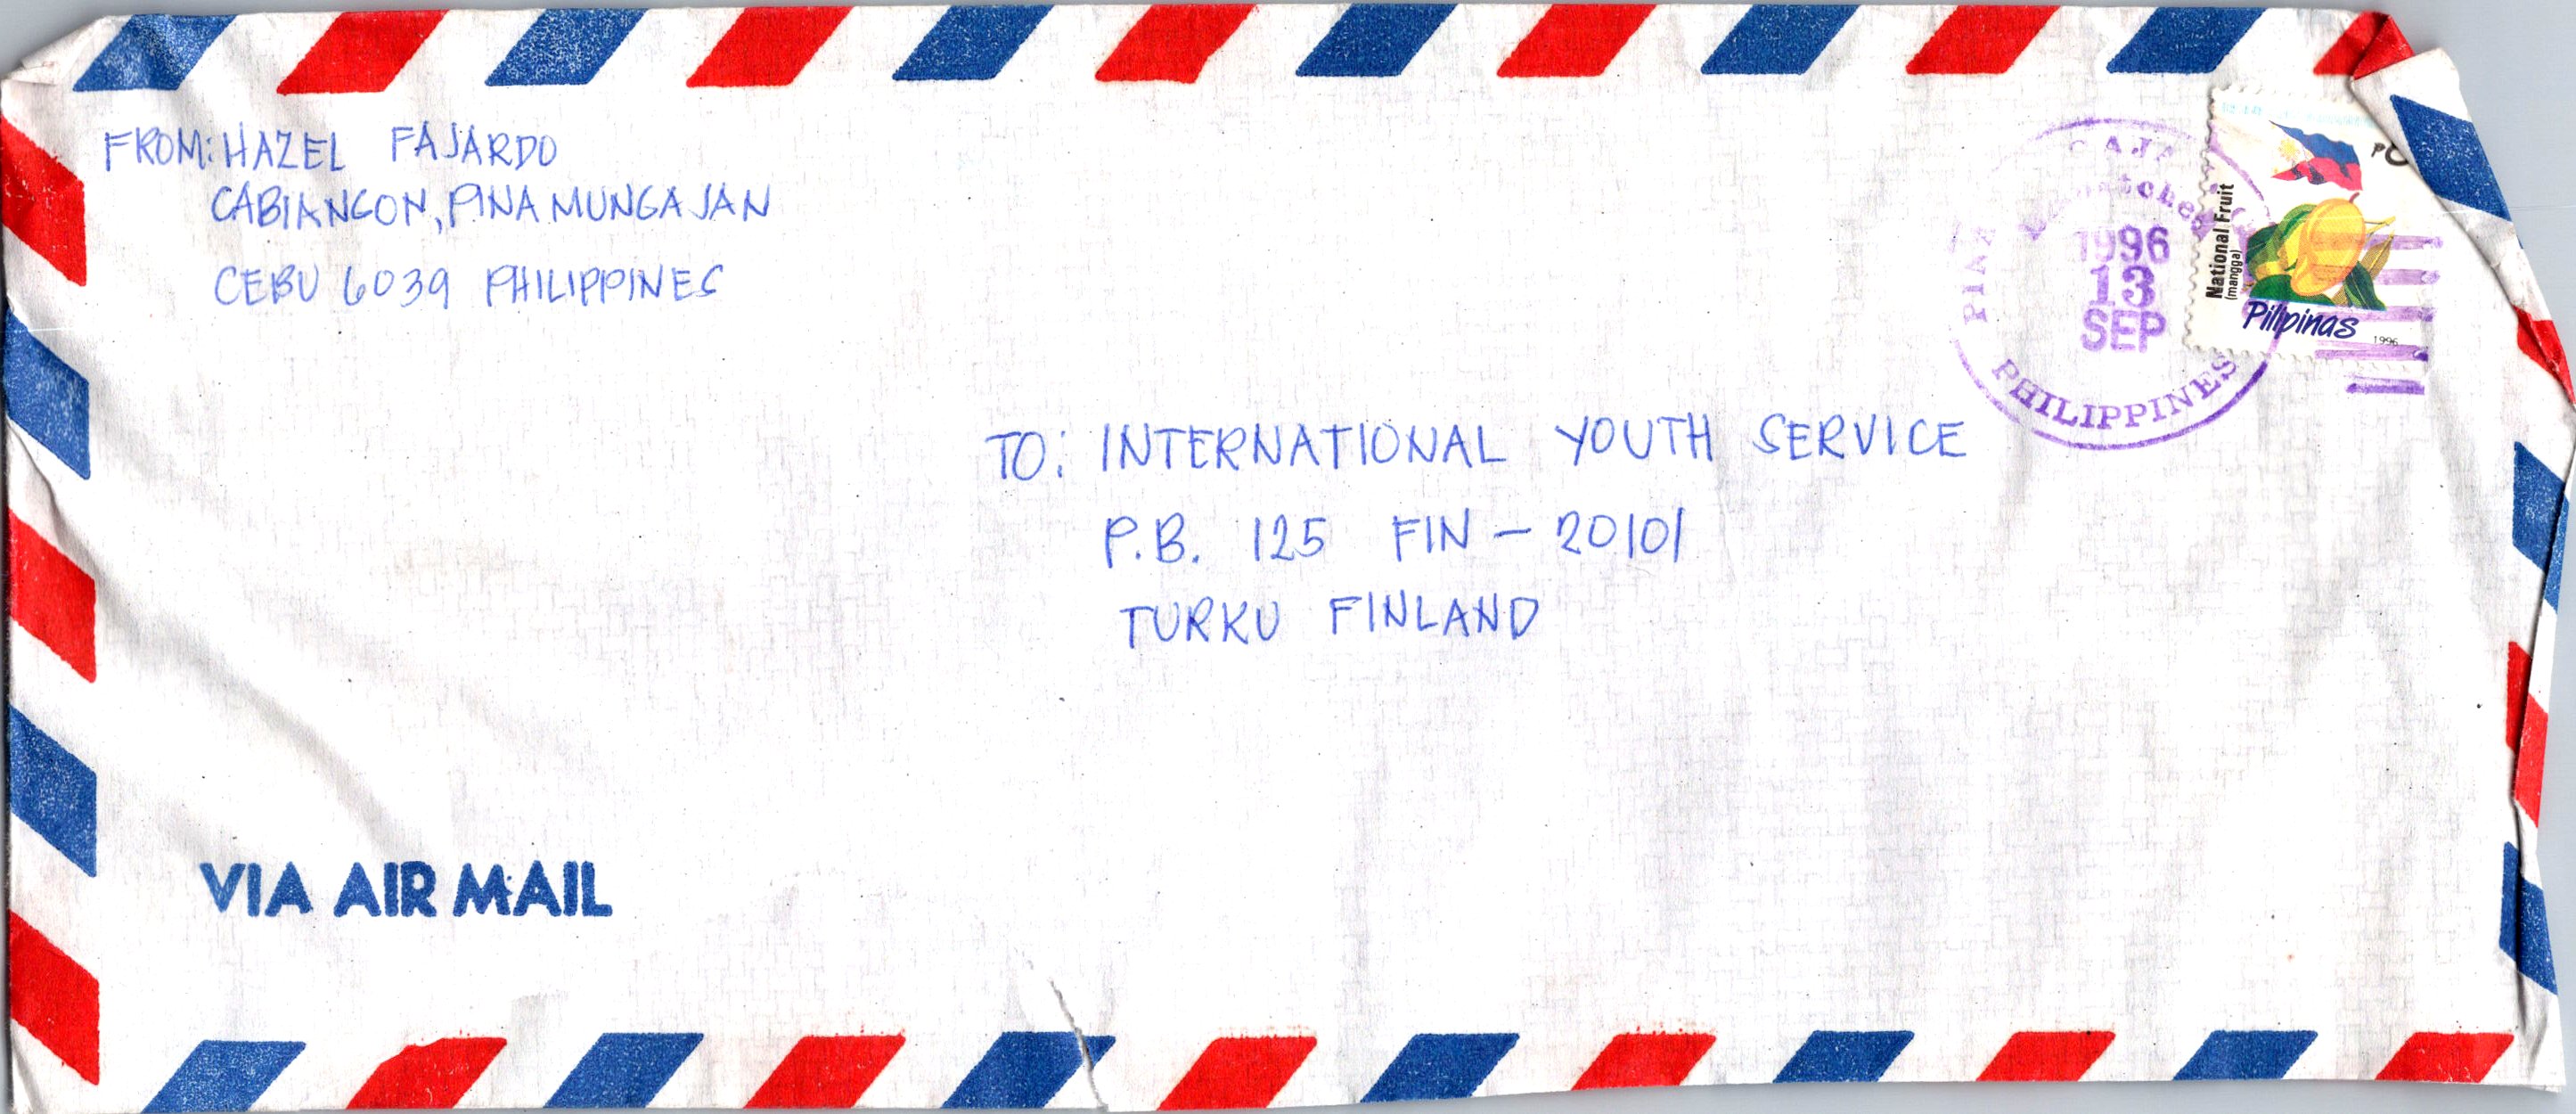 FROM: HAZEL FAJARDO
CABIANGON, PINAMUNGAJAN
CEBU 6039 PHILIPPINES
1996
13
SEP
PHILIPPINES
National Fruit
(mangga)
Pilipinas
1996
TO: INTERNATIONAL YOUTH SERVICE
P.B. 125 FIN - 20101
TURKU FINLAND
VIA AIR MAIL